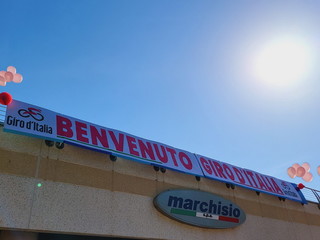 Giro d'Italia
BENVENUTO GIRO D'ITALIA
marchisio
S.P.A.